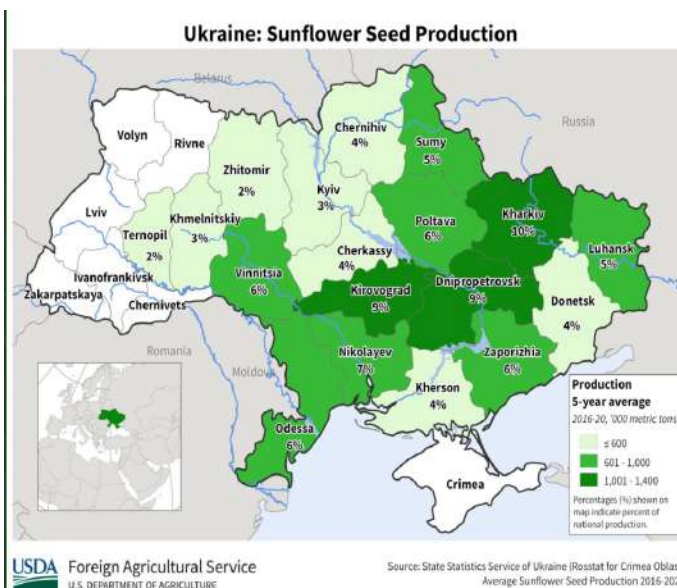 Ukraine: Sunflower Seed Production
Belarus
Russia
Volyn
Rivne
Chernihiv
4%
Sumy
5%
Zhitomir
2%
Kyiv
3%
Lviv
Khmelnitskiy
3%
Ternopil
2%
Poltava
6%
Kharkiv
10%
Luhansk
5%
Cherkassy
4%
Vinnitsia
6%
Ivanofrankivsk
Zakarpatskaya
Chernivets
Kirovograd
9%
Dnipropetrovsk
9%
Donetsk
4%
Romania
Moldova
Nikolayev
7%
Zaporizhia
6%
Kherson
4%
Odessa
6%
Crimea
Production
5-year average
2016-20, '000 metric tons
≤ 600
601 - 1,000
1,001 - 1,400
Percentages (%) shown on
map indicate percent of
national production.
USDA Foreign Agricultural Service
U.S. DEPARTMENT OF AGRICULTURE
Source: State Statistics Service of Ukraine (Rosstat for Crimea Oblas
Average Sunflower Seed Production 2016-202